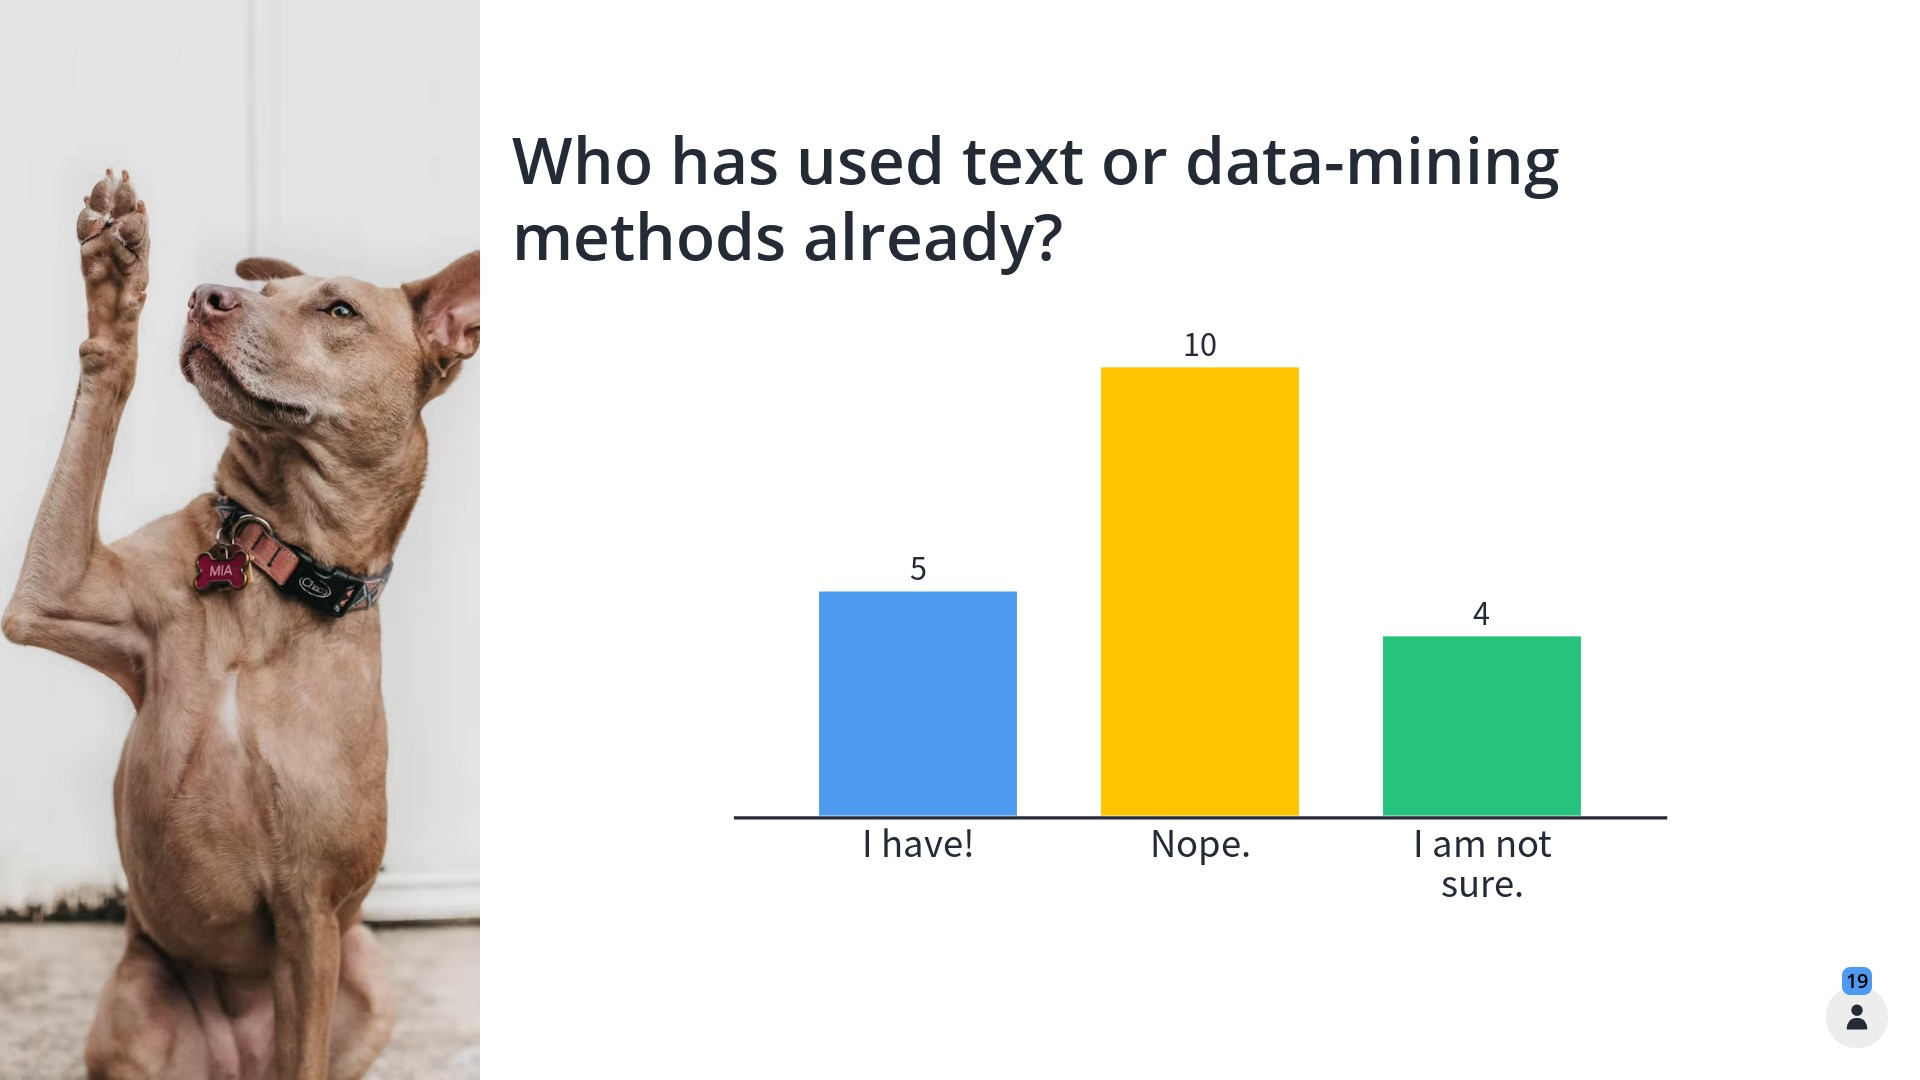 Who has used text or data-mining
methods already?
10
5
4
I have!
Nope.
I am not
sure.
MIA
Chaco
19